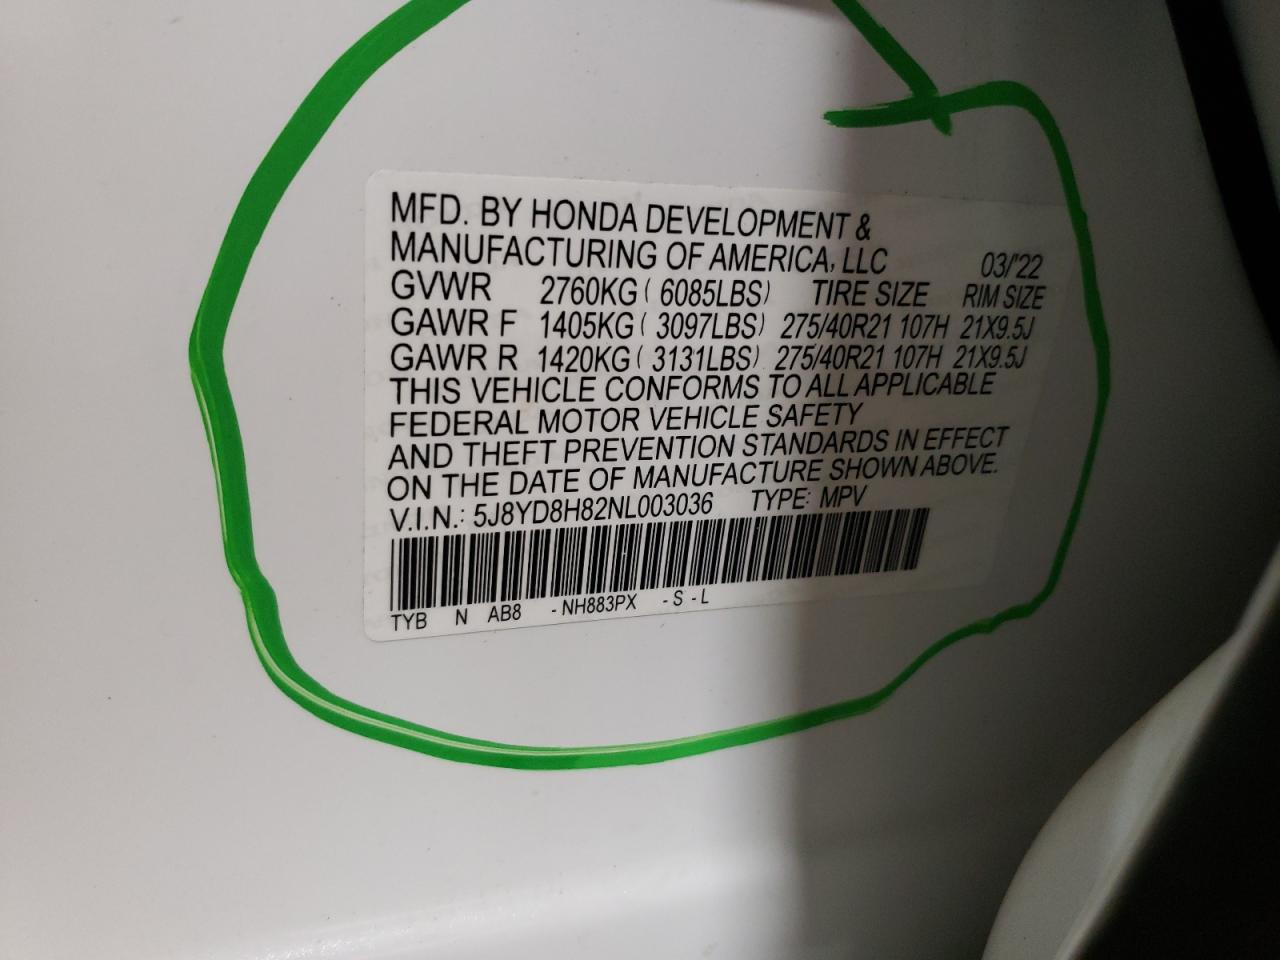 MFD. BY HONDA DEVELOPMENT &
MANUFACTURING OF AMERICA, LLC 03/'22
GVWR 2760KG ( 6085LBS) TIRE SIZE RIM SIZE
GAWR F 1405KG ( 3097LBS) 275/40R21 107H 21X9.5J
GAWR R 1420KG ( 3131LBS) 275/40R21 107H 21X9.5J
THIS VEHICLE CONFORMS TO ALL APPLICABLE
FEDERAL MOTOR VEHICLE SAFETY
AND THEFT PREVENTION STANDARDS IN EFFECT
ON THE DATE OF MANUFACTURE SHOWN ABOVE.
V.I.N.: 5J8YD8H82NL003036 TYPE: MPV
TYB N AB8 - NH883PX - S - L